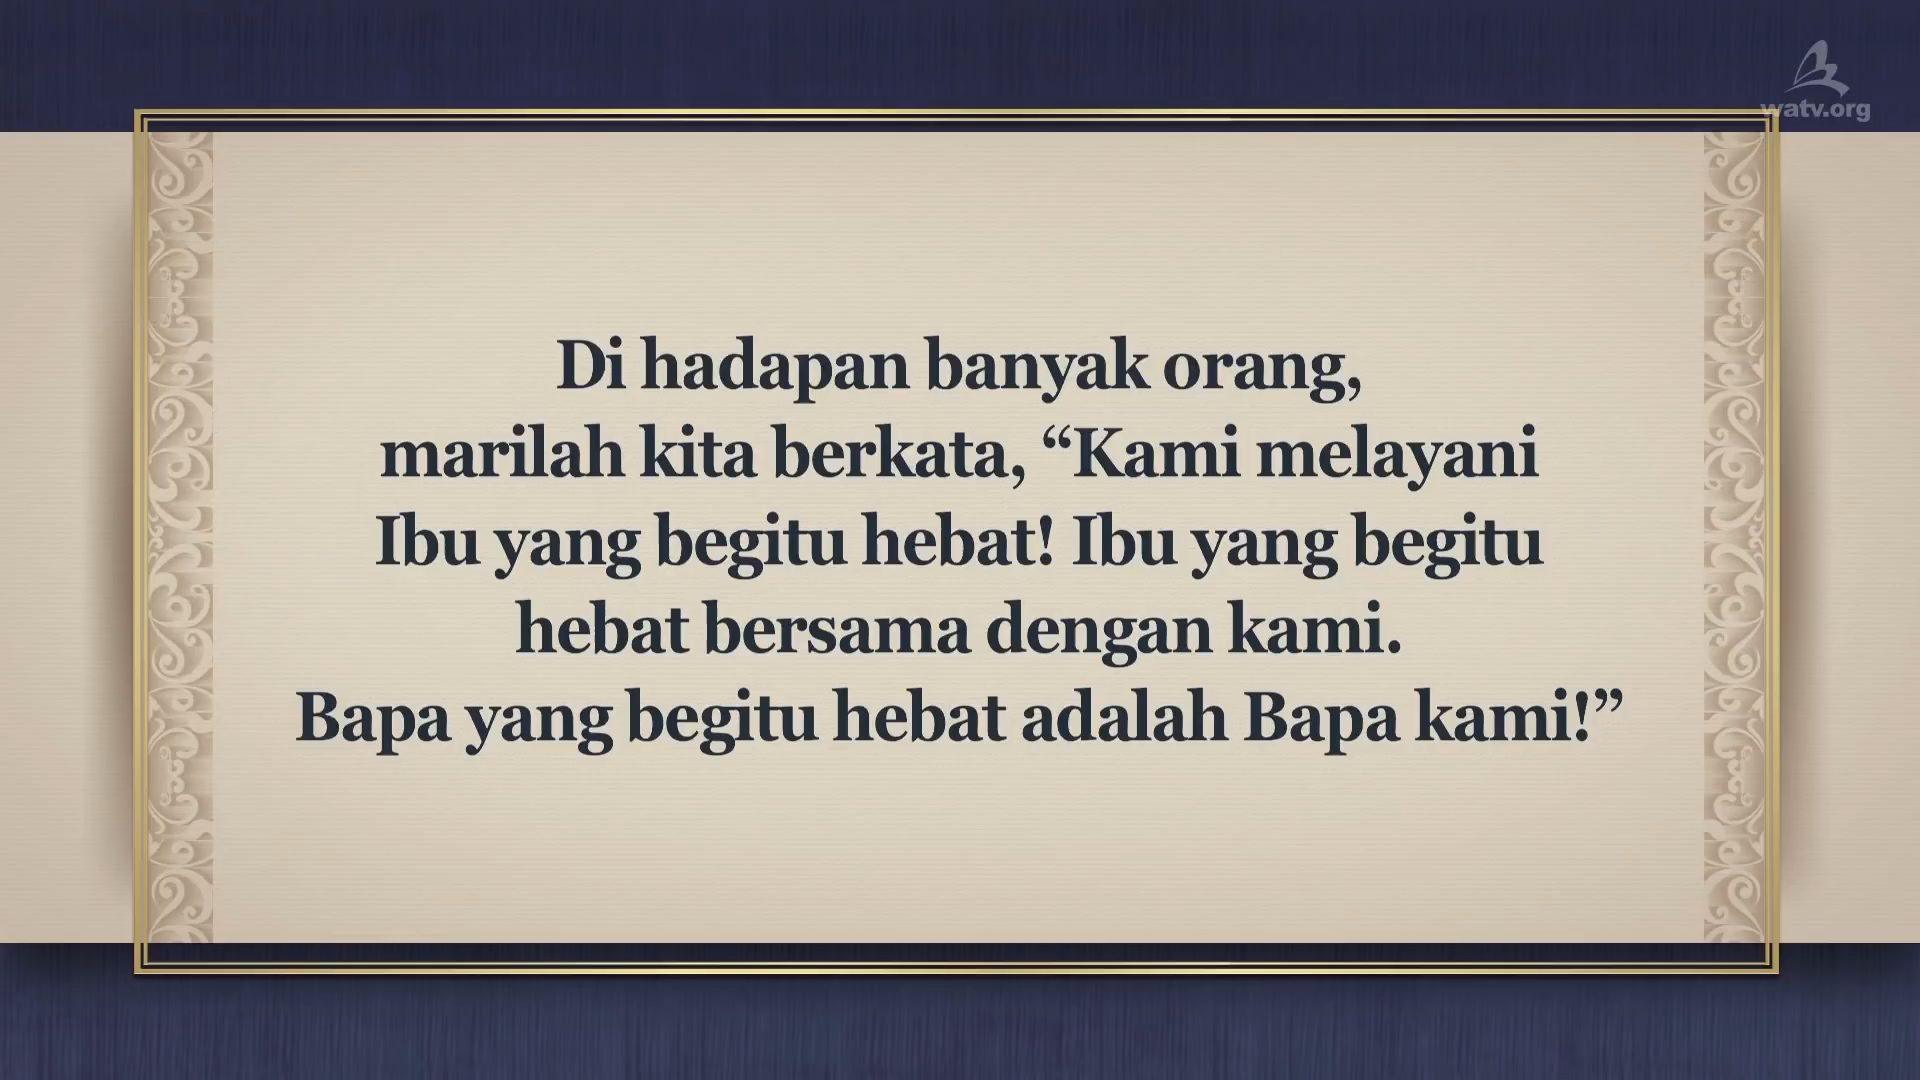 watv.org
Di hadapan banyak orang,
marilah kita berkata, “Kami melayani
Ibu yang begitu hebat! Ibu yang begitu
hebat bersama dengan kami.
Bapa yang begitu hebat adalah Bapa kami!”